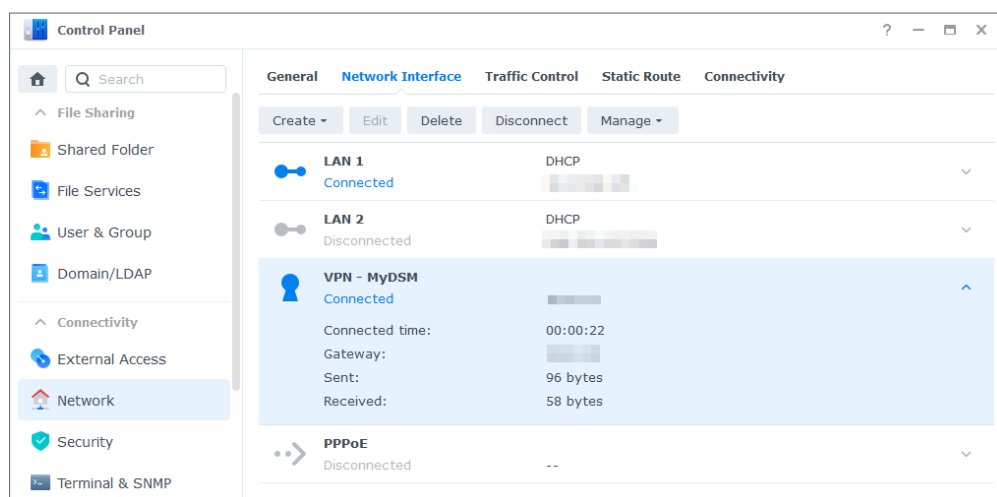 Control Panel
?
Search
General Network Interface Traffic Control Static Route Connectivity
File Sharing
Create Edit Delete Disconnect Manage
Shared Folder
File Services
User & Group
Domain/LDAP
Connectivity
External Access
Network
Security
Terminal & SNMP
LAN 1 DHCP
Connected
LAN 2 DHCP
Disconnected
VPN - MyDSM
Connected
Connected time: 00:00:22
Gateway:
Sent: 96 bytes
Received: 58 bytes
PPPoE
Disconnected --